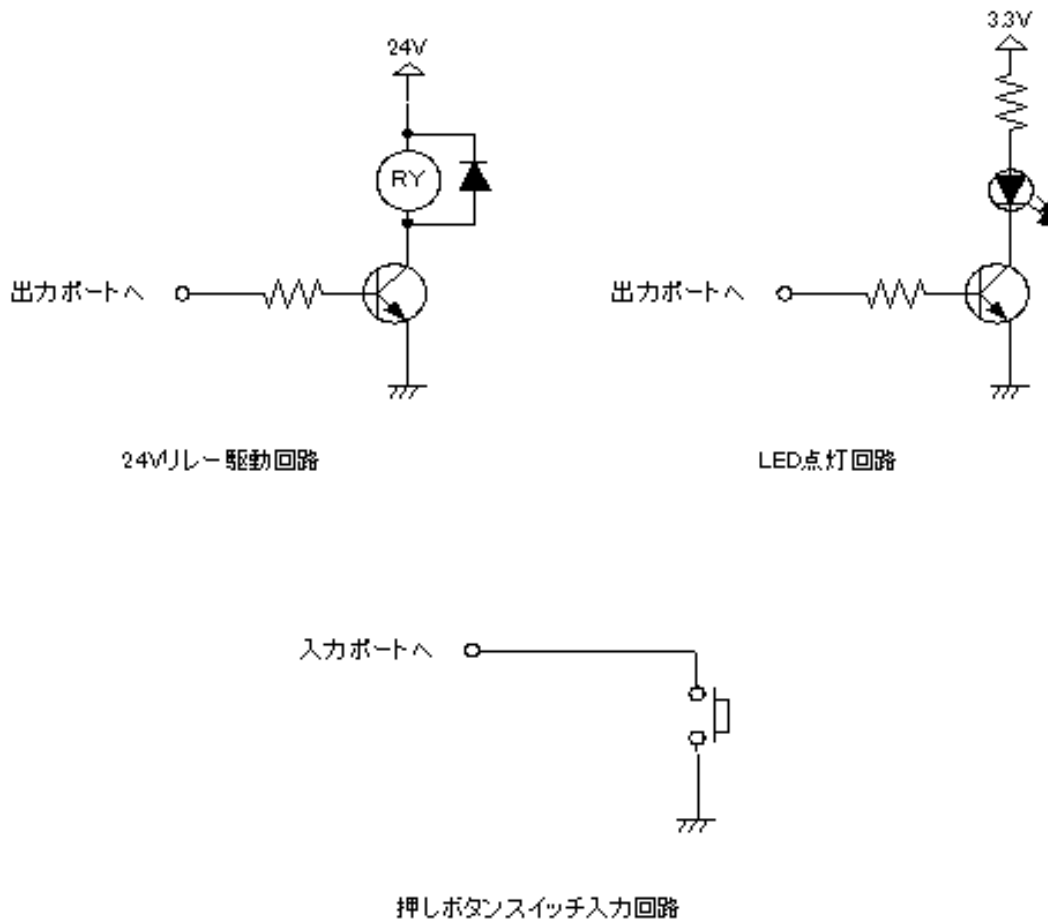 24V
RY
出力ポートへ
24Vリレー駆動回路
3.3V
出力ポートへ
LED点灯回路
入力ポートへ
押しボタンスイッチ入力回路